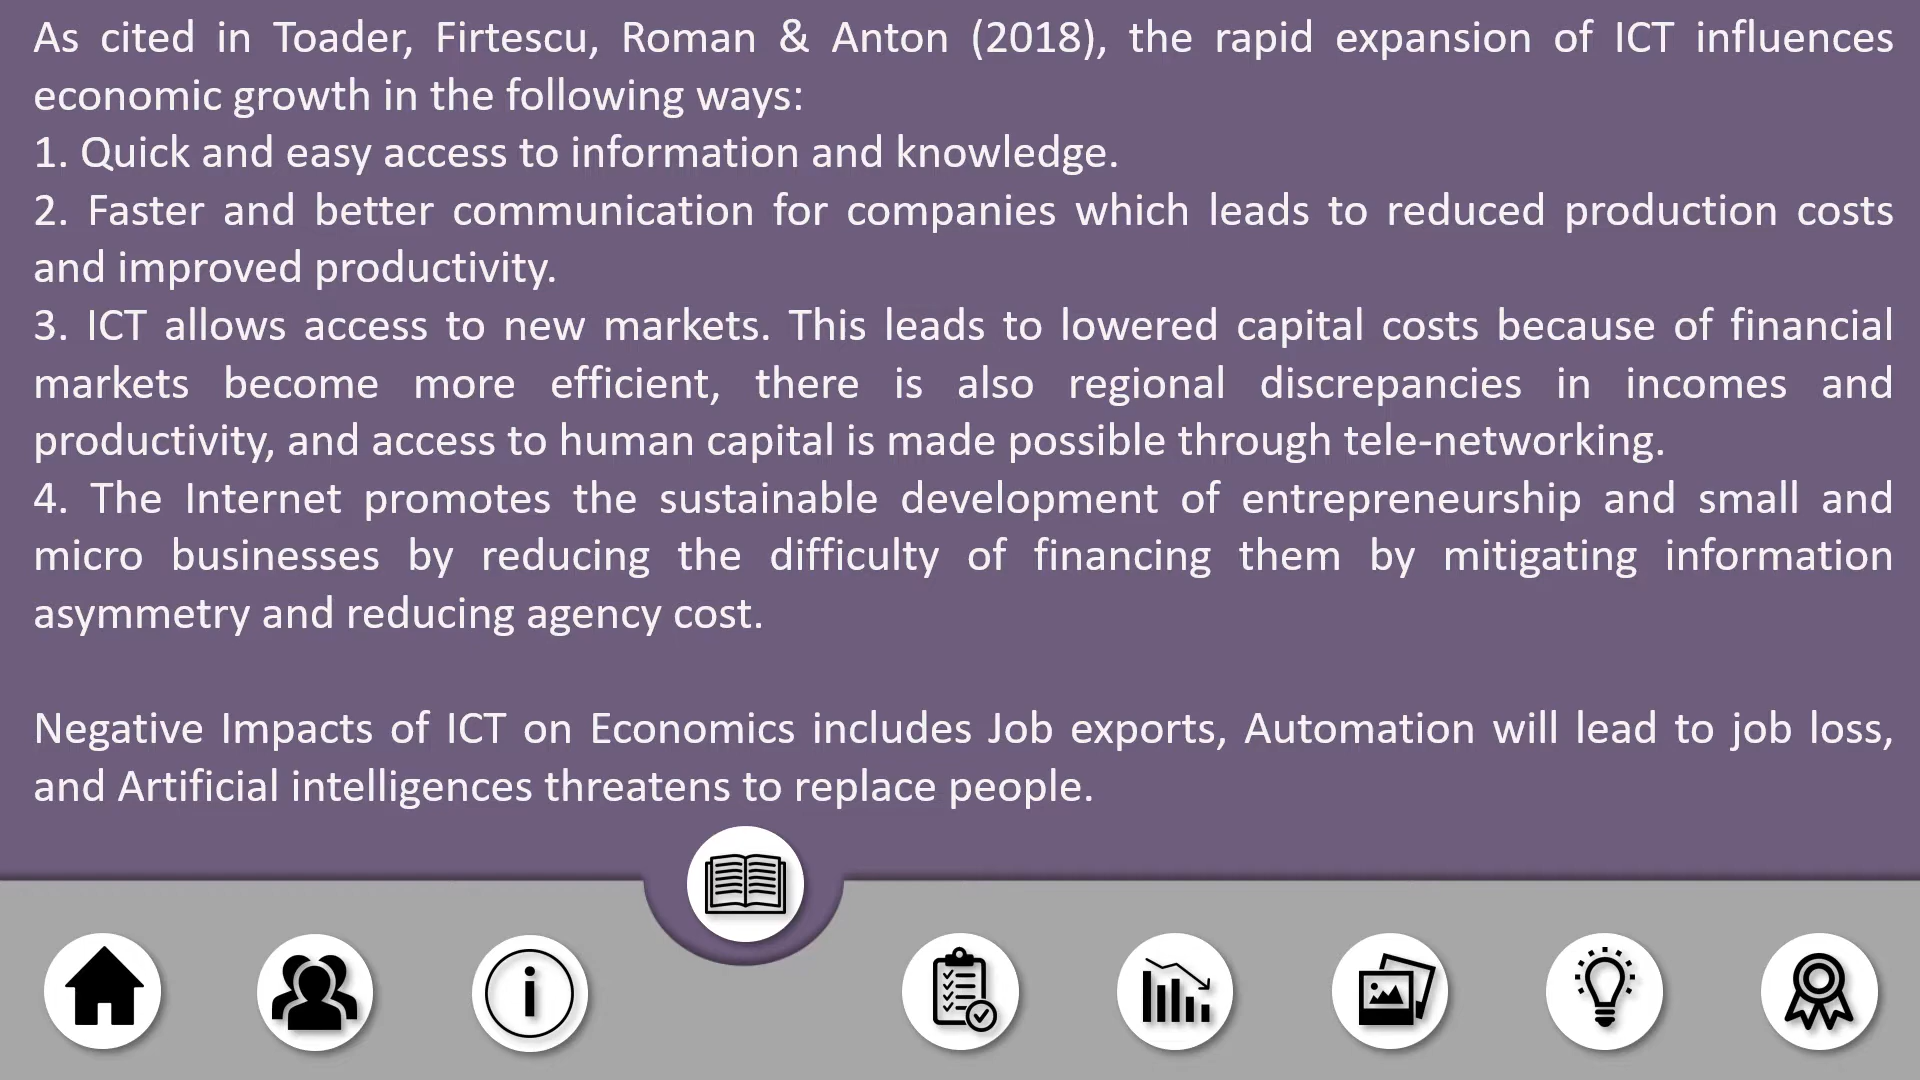 As cited in Toader, Firtescu, Roman & Anton (2018), the rapid expansion of ICT influences
economic growth in the following ways:
1. Quick and easy access to information and knowledge.
2. Faster and better communication for companies which leads to reduced production costs
and improved productivity.
3. ICT allows access to new markets. This leads to lowered capital costs because of financial
markets become more efficient, there is also regional discrepancies in incomes and
productivity, and access to human capital is made possible through tele-networking.
4. The Internet promotes the sustainable development of entrepreneurship and small and
micro businesses by reducing the difficulty of financing them by mitigating information
asymmetry and reducing agency cost.
Negative Impacts of ICT on Economics includes Job exports, Automation will lead to job loss,
and Artificial intelligences threatens to replace people.